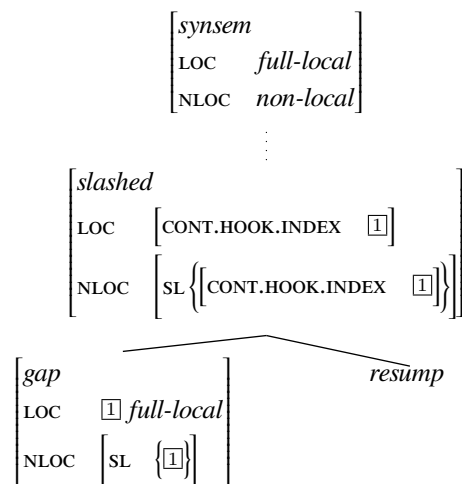 synsem
LOC full-local
NLOC non-local
slashed
LOC [CONT.HOOK.INDEX 1]
NLOC [SL {[CONT.HOOK.INDEX 1]}]
gap resump
LOC 1 full-local
NLOC [SL {1}]